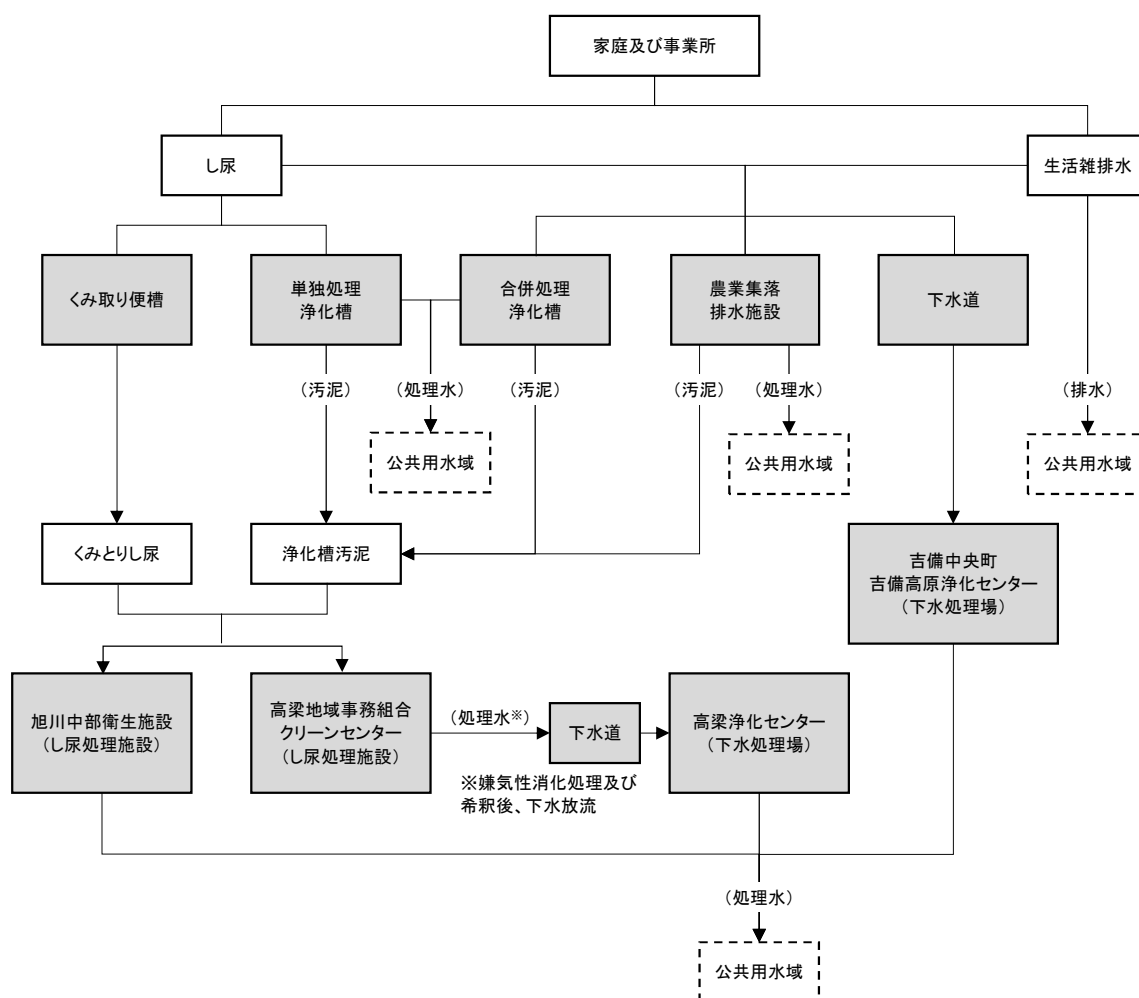 家庭及び事業所
し尿
生活雑排水
くみ取り便槽
単独処理
浄化槽
合併処理
浄化槽
農業集落
排水施設
下水道
（汚泥）
（処理水）
（汚泥）
（汚泥）
（処理水）
（排水）
公共用水域
公共用水域
公共用水域
くみとりし尿
浄化槽汚泥
吉備中央町
吉備高原浄化センター
（下水処理場）
旭川中部衛生施設
（し尿処理施設）
高梁地域事務組合
クリーンセンター
（し尿処理施設）
（処理水※）
下水道
高梁浄化センター
（下水処理場）
※嫌気性消化処理及び
希釈後、下水放流
（処理水）
公共用水域